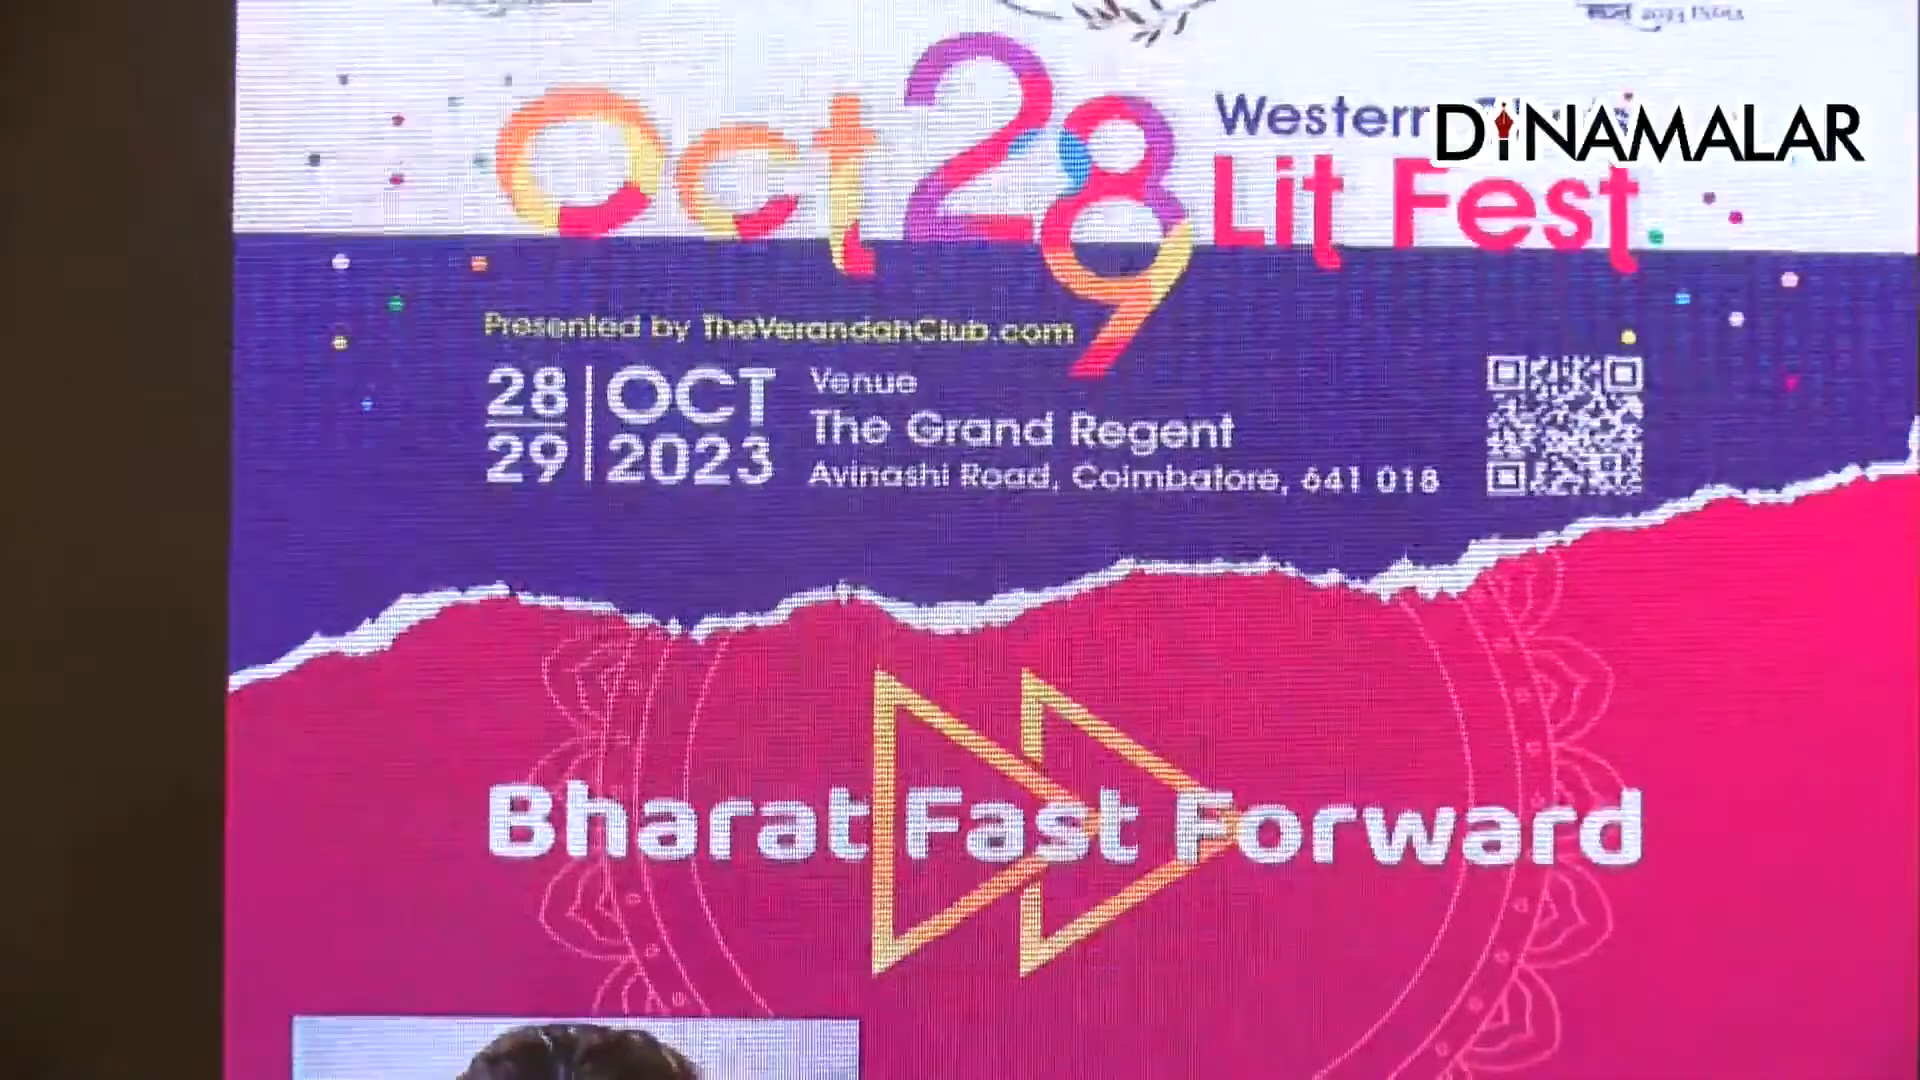 Oct 28
9
Western
Lit Fest
DINAMALAR
Presented by TheVerandahClub.com
28
29
OCT
2023
Venue
The Grand Regent
Avinashi Road, Coimbatore, 641 018
Bharat Fast Forward